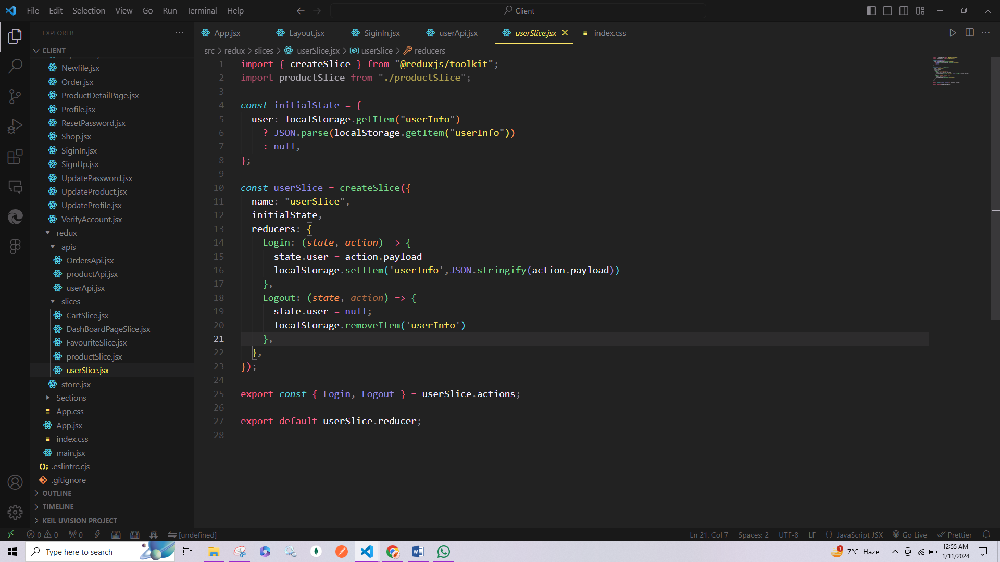 File Edit Selection View Go Run Terminal Help
Client
EXPLORER
CLIENT
Newfile.jsx
Order.jsx
ProductDetailPage.jsx
Profile.jsx
ResetPassword.jsx
Shop.jsx
SiginIn.jsx
SignUp.jsx
UpdatePassword.jsx
UpdateProduct.jsx
UpdateProfile.jsx
VerifyAccount.jsx
redux
apis
OrdersApi.jsx
productApi.jsx
userApi.jsx
slices
CartSlice.jsx
DashBoardPageSlice.jsx
FavouriteSlice.jsx
productSlice.jsx
userSlice.jsx
store.jsx
Sections
App.css
App.jsx
index.css
main.jsx
.eslintrc.cjs
.gitignore
OUTLINE
TIMELINE
KEIL UVISION PROJECT
App.jsx Layout.jsx SiginIn.jsx userApi.jsx userSlice.jsx index.css
src > redux > slices > userSlice.jsx > userSlice > reducers
1 import { createSlice } from "@reduxjs/toolkit";
2 import productSlice from "./productSlice";
3
4 const initialState = {
5 user: localStorage.getItem("userInfo")
6 ? JSON.parse(localStorage.getItem("userInfo"))
7 : null,
8 };
9
10 const userSlice = createSlice({
11 name: "userSlice",
12 initialState,
13 reducers: {
14 Login: (state, action) => {
15 state.user = action.payload
16 localStorage.setItem('userInfo',JSON.stringify(action.payload))
17 },
18 Logout: (state, action) => {
19 state.user = null;
20 localStorage.removeItem('userInfo')
21 },
22 },
23 });
24
25 export const { Login, Logout } = userSlice.actions;
26
27 export default userSlice.reducer;
28
0 0 0 [undefined] Ln 21, Col 7 Spaces: 2 UTF-8 LF { } JavaScript JSX Go Live Prettier
Type here to search
1 7°C Haze
12:55 AM
1/11/2024